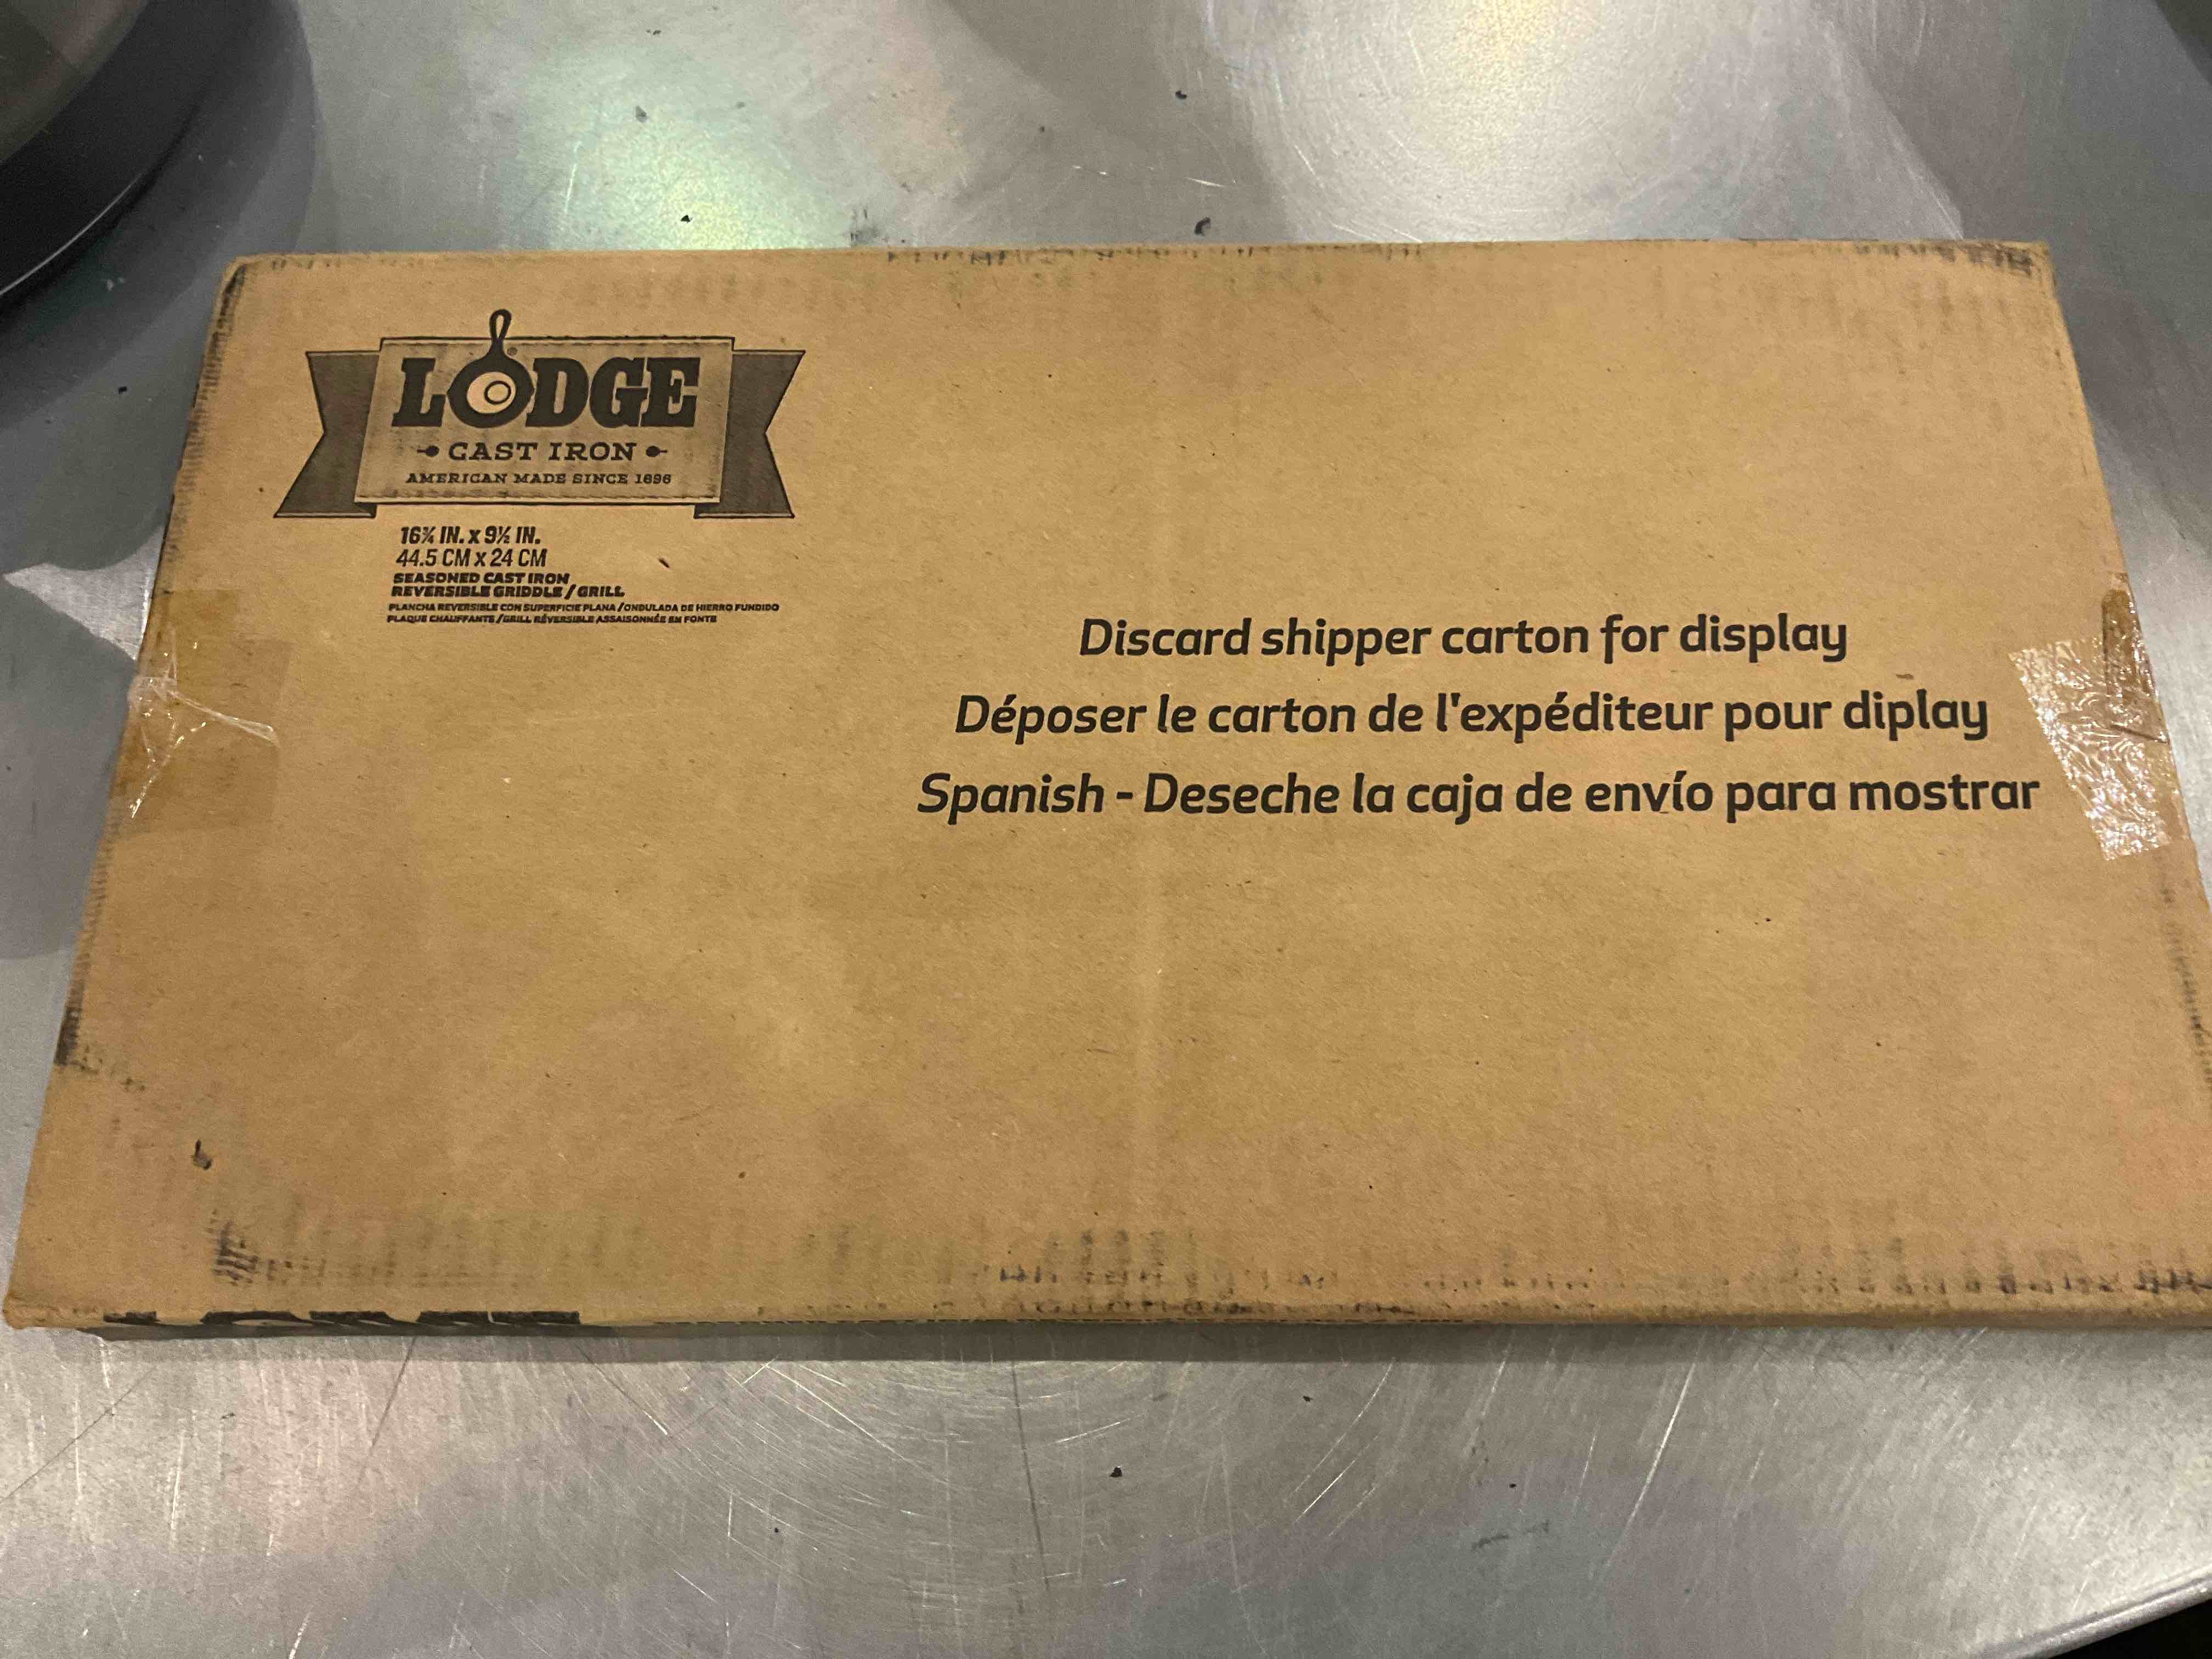 LODGE
CAST IRON
AMERICAN MADE SINCE 1896
16¾ IN. x 9½ IN.
44.5 CM x 24 CM
SEASONED CAST IRON
REVERSIBLE GRIDDLE / GRILL
PLANCHA REVERSIBLE CON SUPERFICIE PLANA / ONDULADA DE HIERRO FUNDIDO
PLAQUE CHAUFFANTE / GRILL RÉVERSIBLE ASSAISONNÉE EN FONTE
Discard shipper carton for display
Déposer le carton de l'expéditeur pour diplay
Spanish - Deseche la caja de envío para mostrar